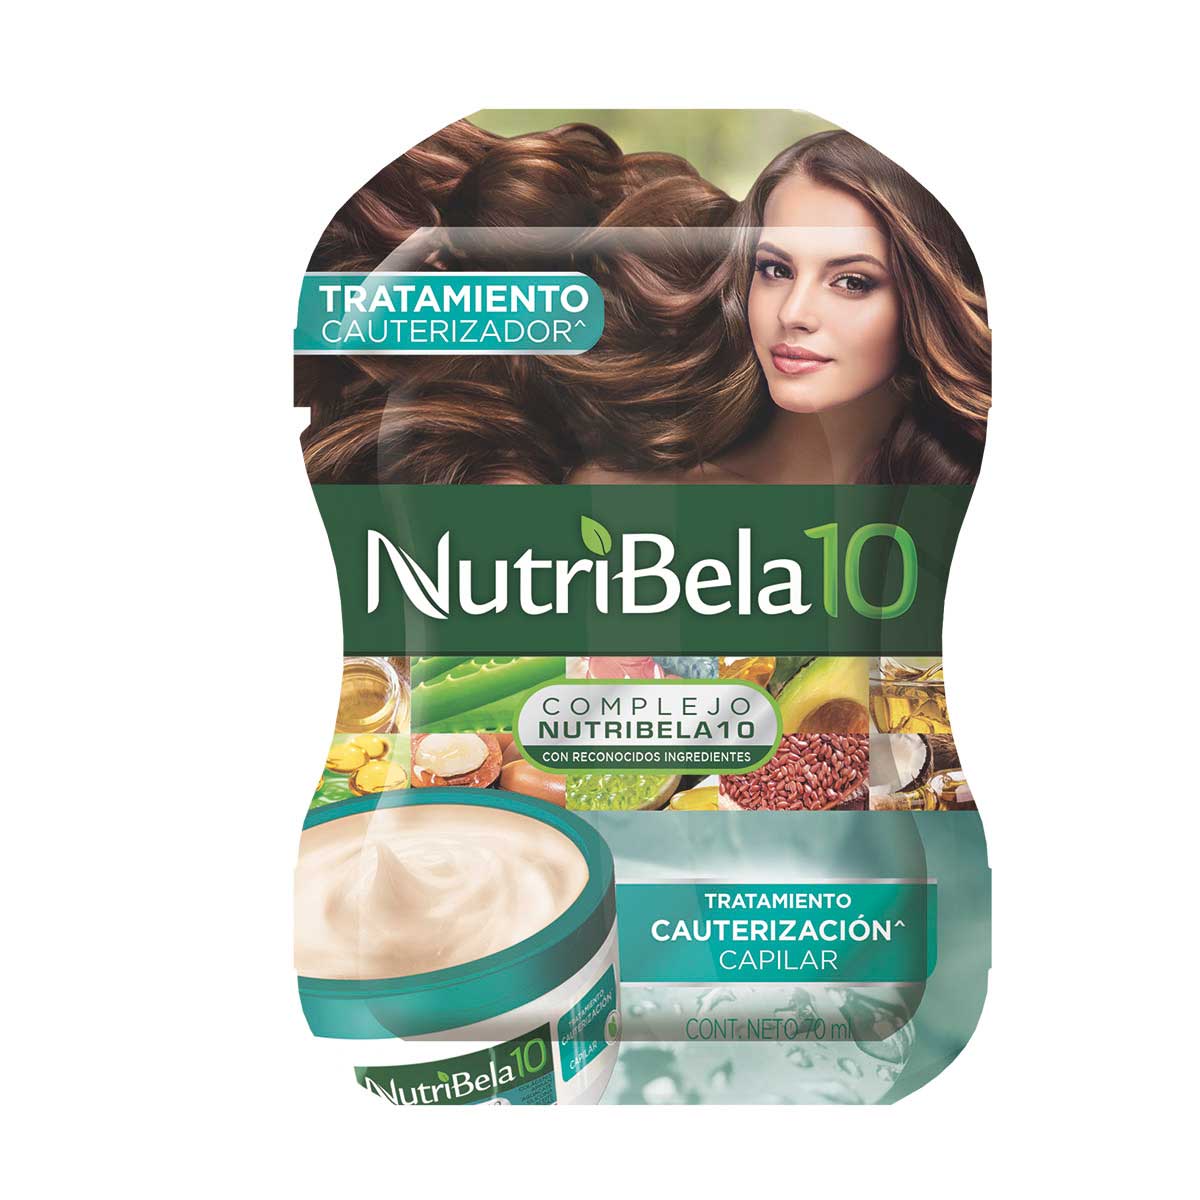 TRATAMIENTO
CAUTERIZADOR^
NutriBela10
COMPLEJO
NUTRIBELA10
CON RECONOCIDOS INGREDIENTES
TRATAMIENTO
CAUTERIZACIÓN^
CAPILAR
CONT. NETO 70 ml
TRATAMIENTO
CAUTERIZACIÓN^
CAPILAR
NutriBela10